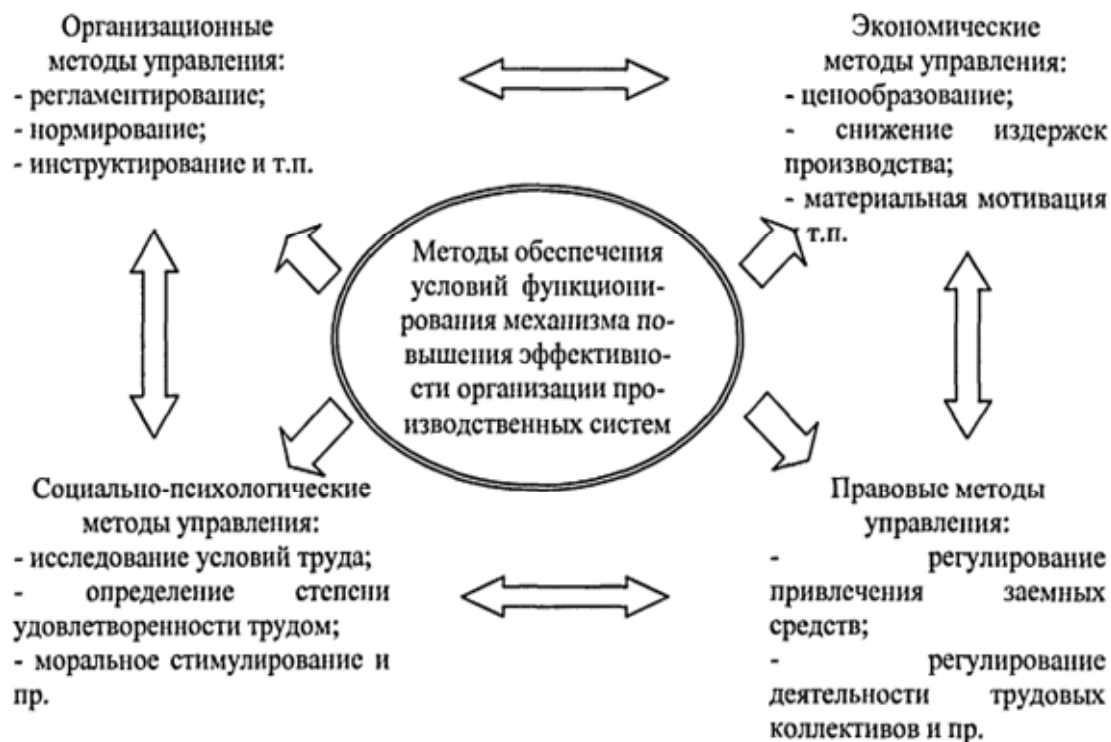 Организационные
методы управления:
- регламентирование;
- нормирование;
- инструктирование и т.п.
Экономические
методы управления:
- ценообразование;
- снижение издержек
производства;
- материальная мотивация
т.п.
Методы обеспечения
условий функциони-
рования механизма по-
вышения эффективно-
сти организации про-
изводственных систем
Социально-психологические
методы управления:
- исследование условий труда;
- определение степени
удовлетворенности трудом;
- моральное стимулирование и
пр.
Правовые методы
управления:
- регулирование
привлечения заемных
средств;
- регулирование
деятельности трудовых
коллективов и пр.